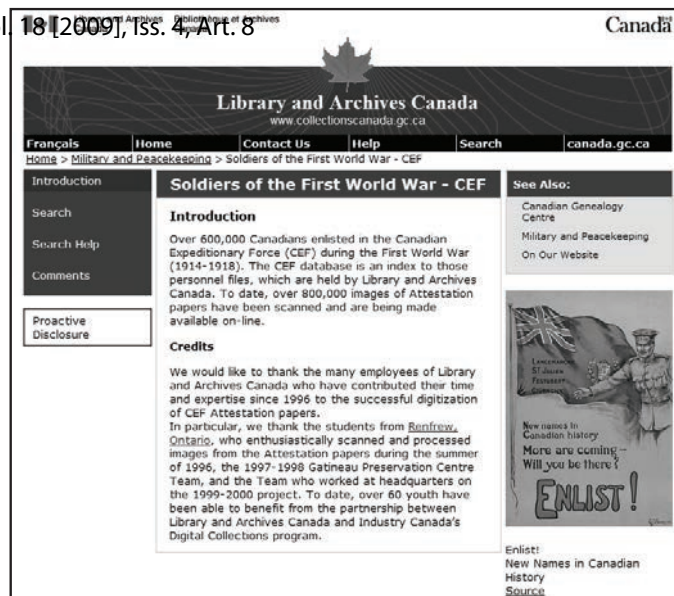 l. 18 [2009], Iss. 4, Art. 8
Library and Archives
Bibliothèque et Archives
Canada
Library and Archives Canada
www.collectionscanada.gc.ca
Français Home Contact Us Help Search canada.gc.ca
Home > Military and Peacekeeping > Soldiers of the First World War - CEF
Introduction
Search
Search Help
Comments
Proactive
Disclosure
Soldiers of the First World War - CEF
Introduction
Over 600,000 Canadians enlisted in the Canadian
Expeditionary Force (CEF) during the First World War
(1914-1918). The CEF database is an index to those
personnel files, which are held by Library and Archives
Canada. To date, over 800,000 images of Attestation
papers have been scanned and are being made
available on-line.
Credits
We would like to thank the many employees of Library
and Archives Canada who have contributed their time
and expertise since 1996 to the successful digitization
of CEF Attestation papers.
In particular, we thank the students from Renfrew,
Ontario, who enthusiastically scanned and processed
images from the Attestation papers during the summer
of 1996, the 1997-1998 Gatineau Preservation Centre
Team, and the Team who worked at headquarters on
the 1999-2000 project. To date, over 60 youth have
been able to benefit from the partnership between
Library and Archives Canada and Industry Canada's
Digital Collections program.
See Also:
Canadian Genealogy
Centre
Military and Peacekeeping
On Our Website
Langemarck
St Julien
Festubert
New names in
Canadian history
More are coming—
Will you be there?
ENLIST!
Enlist!
New Names in Canadian
History
Source